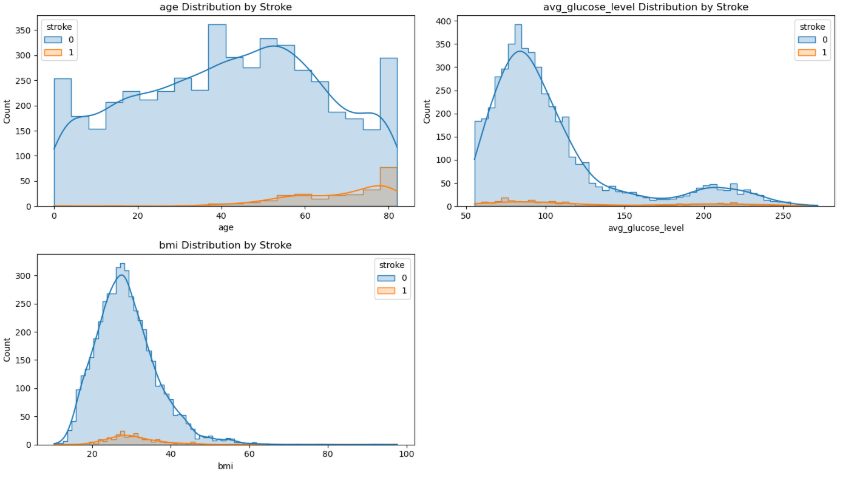 age Distribution by Stroke
stroke
0
1
350
300
250
200
150
100
50
0
Count
0 20 40 60 80
age
avg_glucose_level Distribution by Stroke
stroke
0
1
400
350
300
250
200
150
100
50
0
Count
50 100 150 200 250
avg_glucose_level
bmi Distribution by Stroke
stroke
0
1
300
250
200
150
100
50
0
Count
20 40 60 80 100
bmi